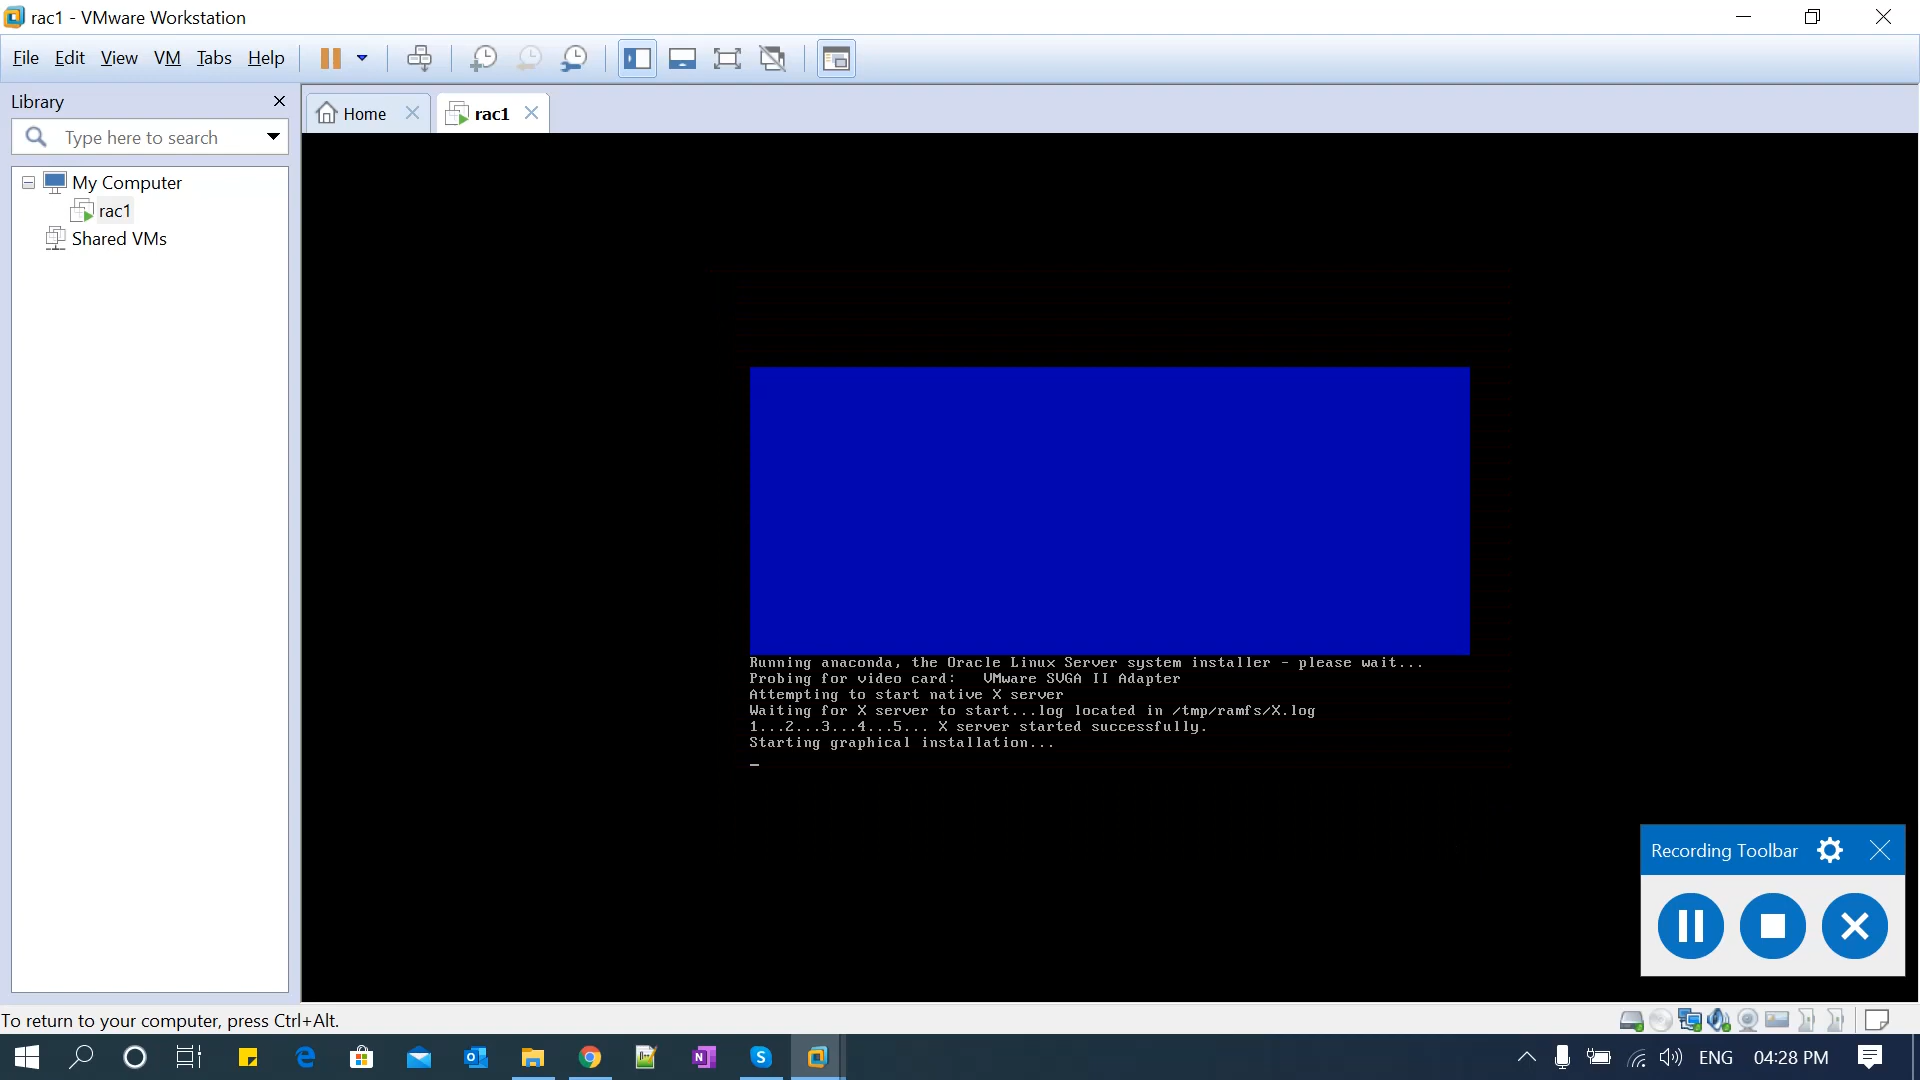 rac1 - VMware Workstation
File Edit View VM Tabs Help
Library
Type here to search
My Computer
rac1
Shared VMs
Home
rac1
Running anaconda, the Oracle Linux Server system installer - please wait...
Probing for video card:   VMware SVGA II Adapter
Attempting to start native X server
Waiting for X server to start...log located in /tmp/ramfs/X.log
1...2...3...4...5... X server started successfully.
Starting graphical installation...
_
Recording Toolbar
To return to your computer, press Ctrl+Alt.
ENG 04:28 PM